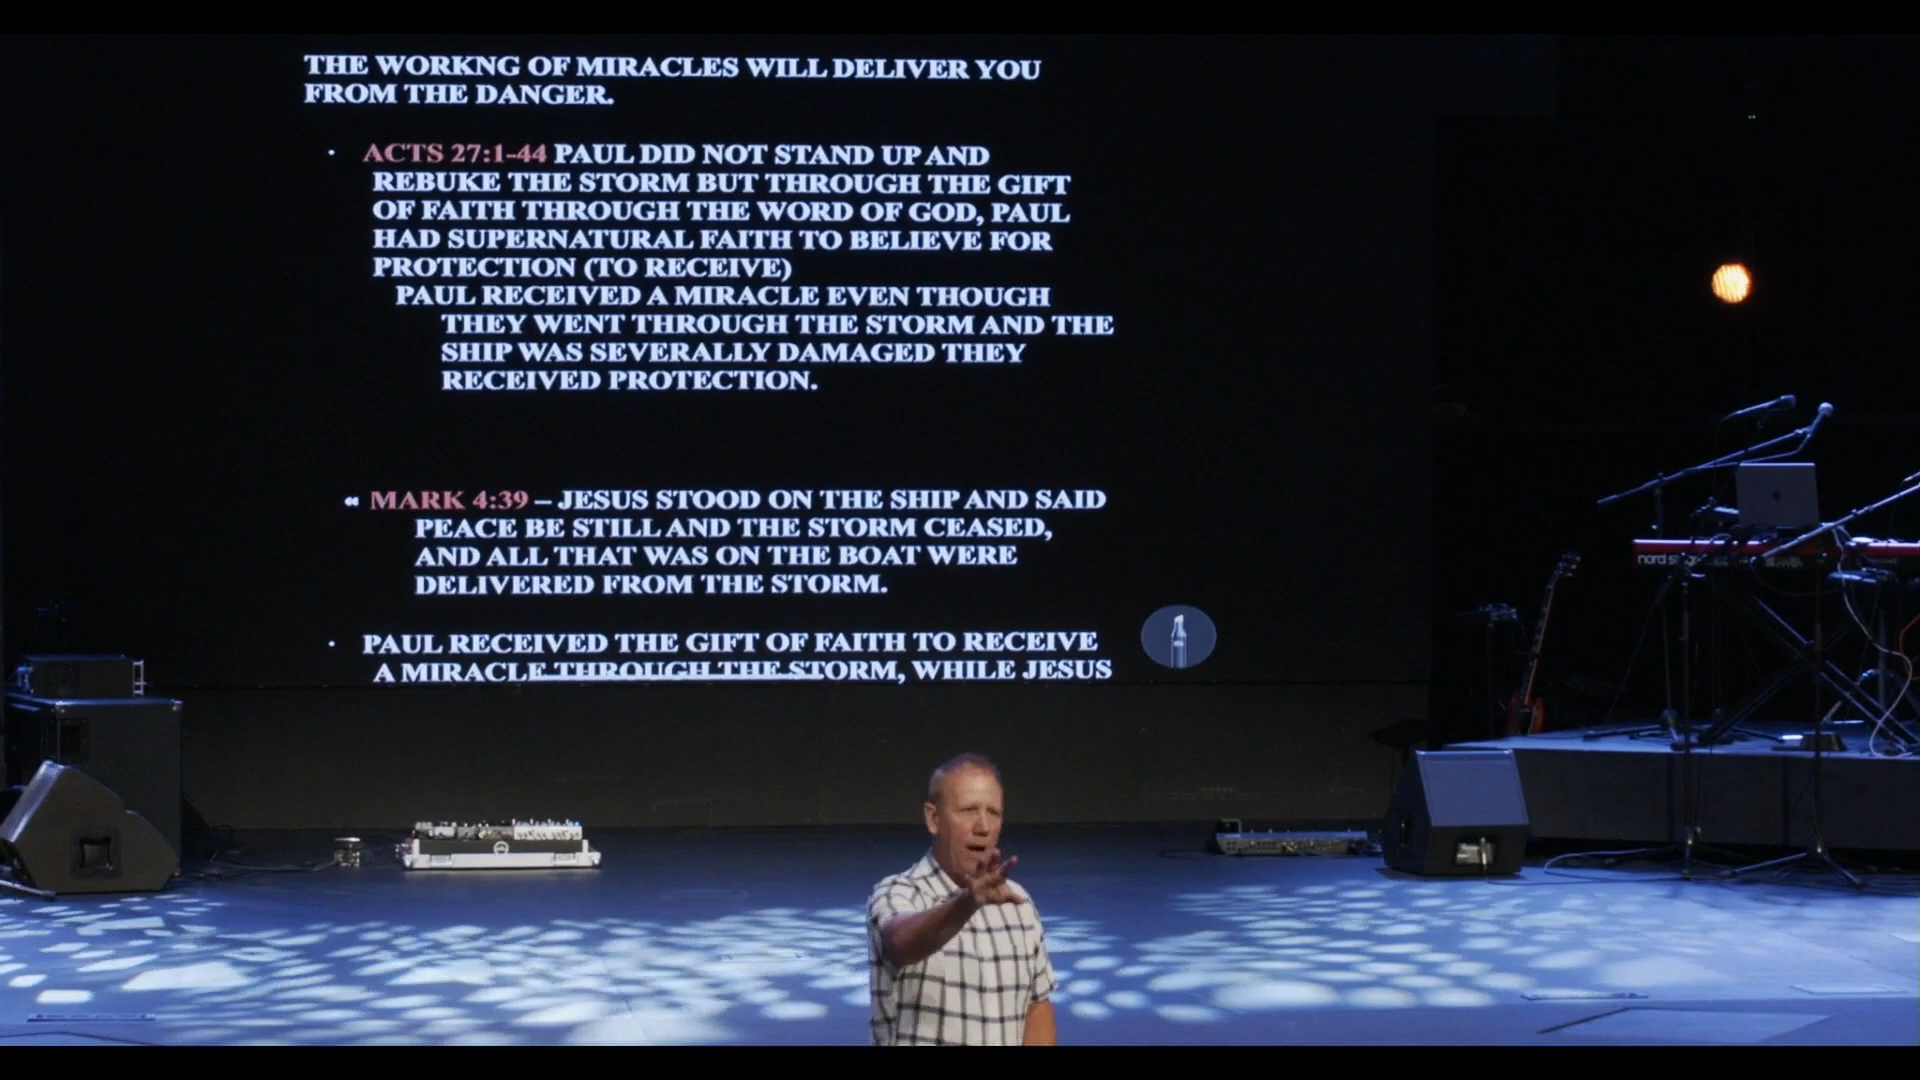 THE WORKNG OF MIRACLES WILL DELIVER YOU
FROM THE DANGER.
· ACTS 27:1-44 PAUL DID NOT STAND UP AND
REBUKE THE STORM BUT THROUGH THE GIFT
OF FAITH THROUGH THE WORD OF GOD, PAUL
HAD SUPERNATURAL FAITH TO BELIEVE FOR
PROTECTION (TO RECEIVE)
PAUL RECEIVED A MIRACLE EVEN THOUGH
THEY WENT THROUGH THE STORM AND THE
SHIP WAS SEVERALLY DAMAGED THEY
RECEIVED PROTECTION.
“ MARK 4:39 – JESUS STOOD ON THE SHIP AND SAID
PEACE BE STILL AND THE STORM CEASED,
AND ALL THAT WAS ON THE BOAT WERE
DELIVERED FROM THE STORM.
· PAUL RECEIVED THE GIFT OF FAITH TO RECEIVE
A MIRACLE THROUGH THE STORM, WHILE JESUS
nord